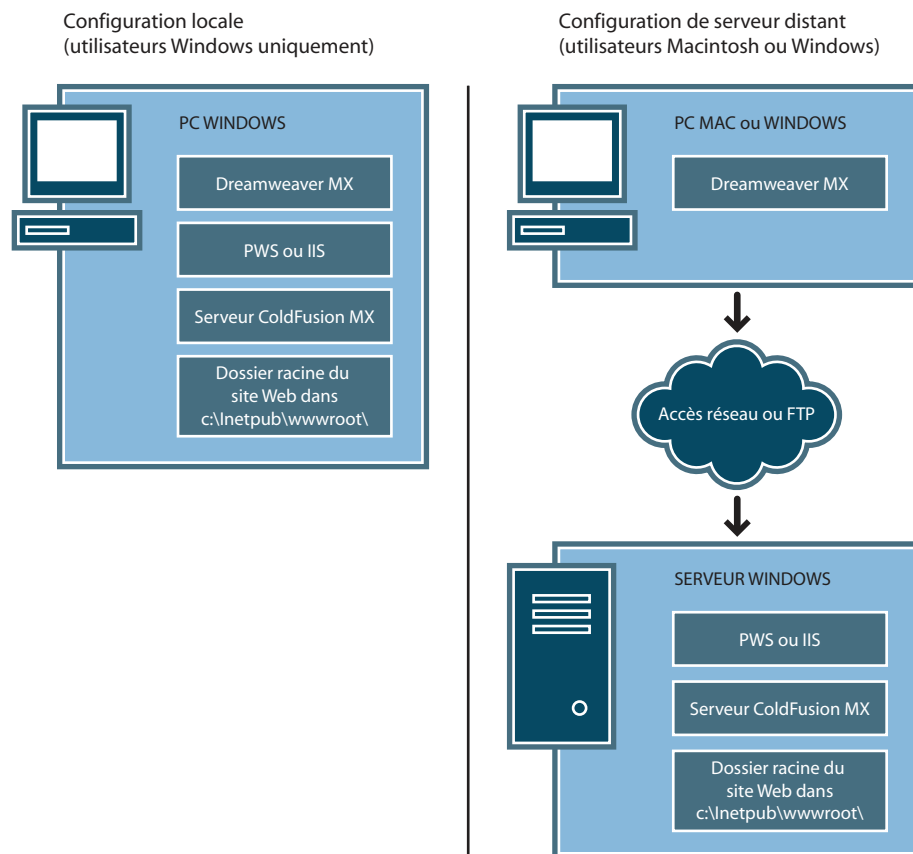 Configuration locale
(utilisateurs Windows uniquement)
PC WINDOWS
Dreamweaver MX
PWS ou IIS
Serveur ColdFusion MX
Dossier racine du
site Web dans
c:\Inetpub\wwwroot\
Configuration de serveur distant
(utilisateurs Macintosh ou Windows)
PC MAC ou WINDOWS
Dreamweaver MX
Accès réseau ou FTP
SERVEUR WINDOWS
PWS ou IIS
Serveur ColdFusion MX
Dossier racine du
site Web dans
c:\Inetpub\wwwroot\